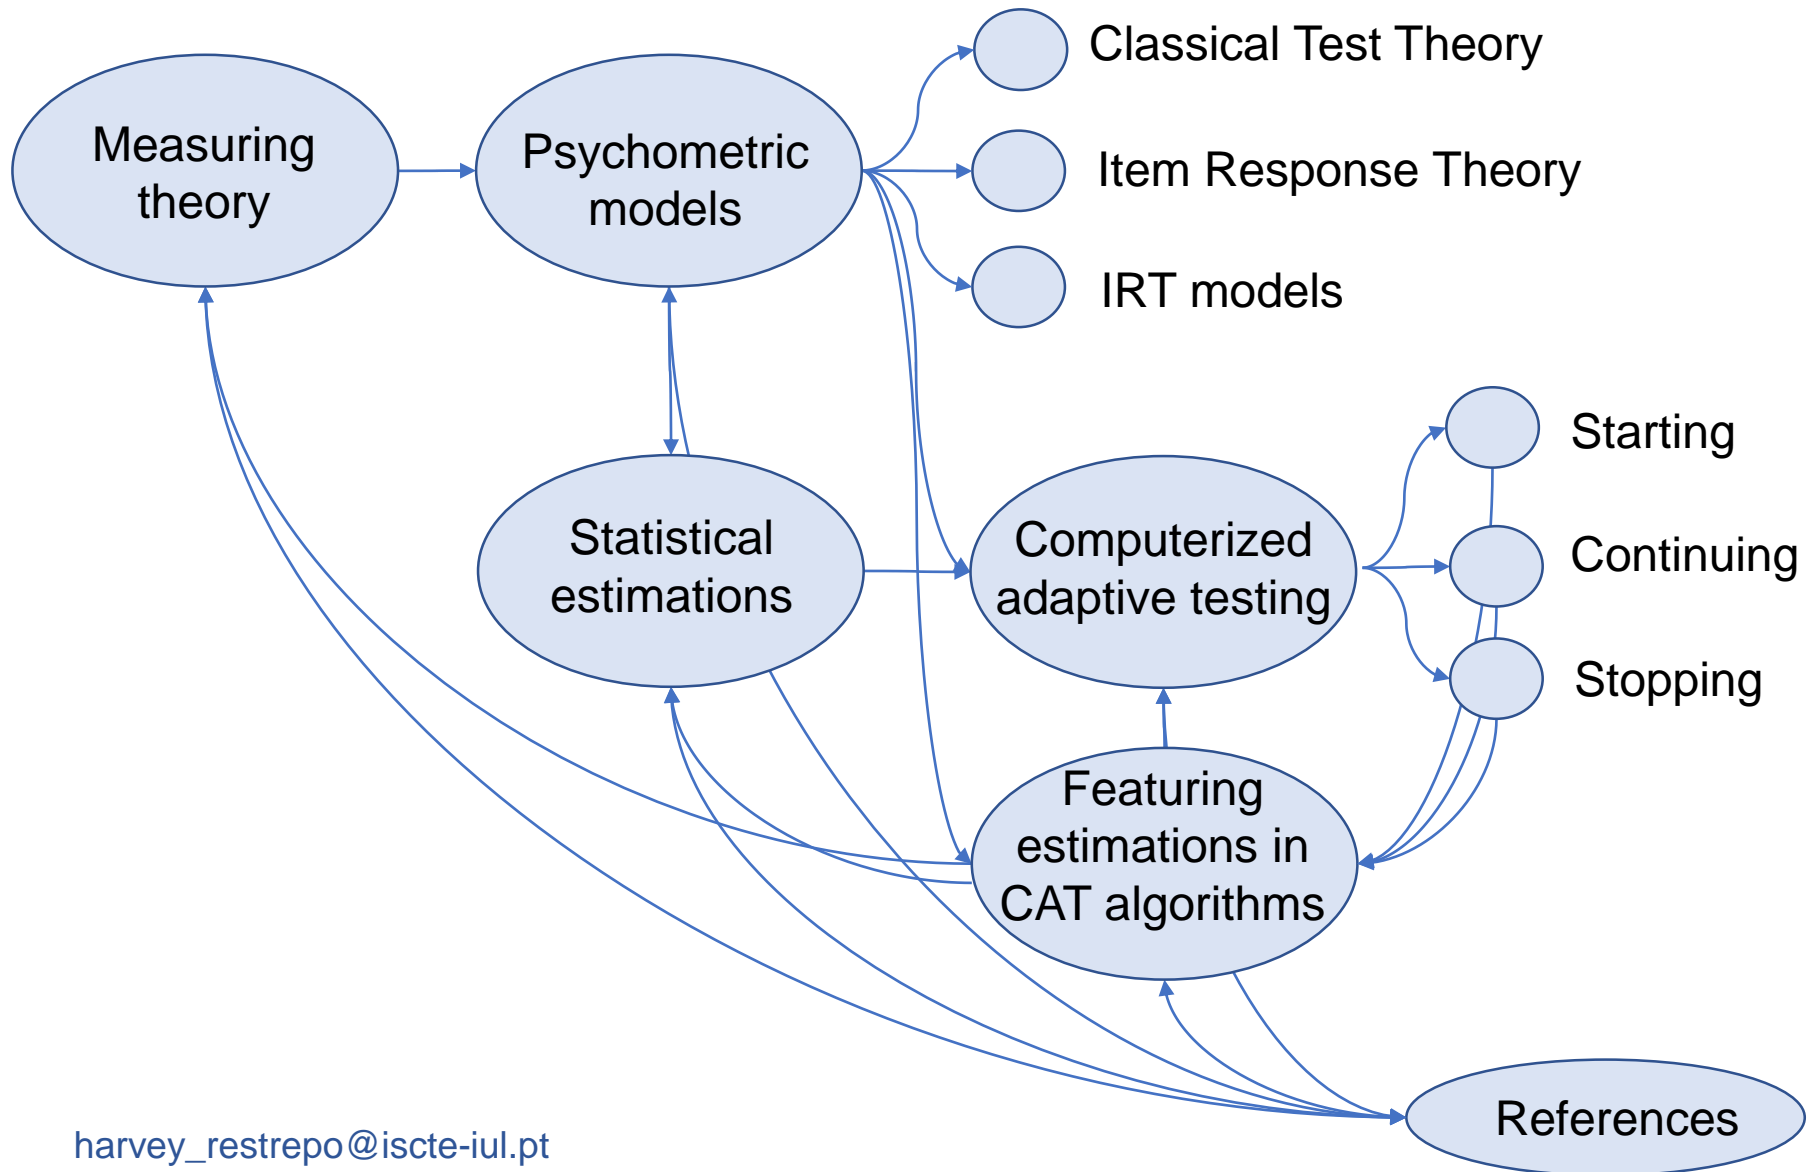 Measuring
theory
Psychometric
models
Classical Test Theory
Item Response Theory
IRT models
Statistical
estimations
Computerized
adaptive testing
Starting
Continuing
Stopping
Featuring
estimations in
CAT algorithms
References
harvey_restrepo@iscte-iul.pt